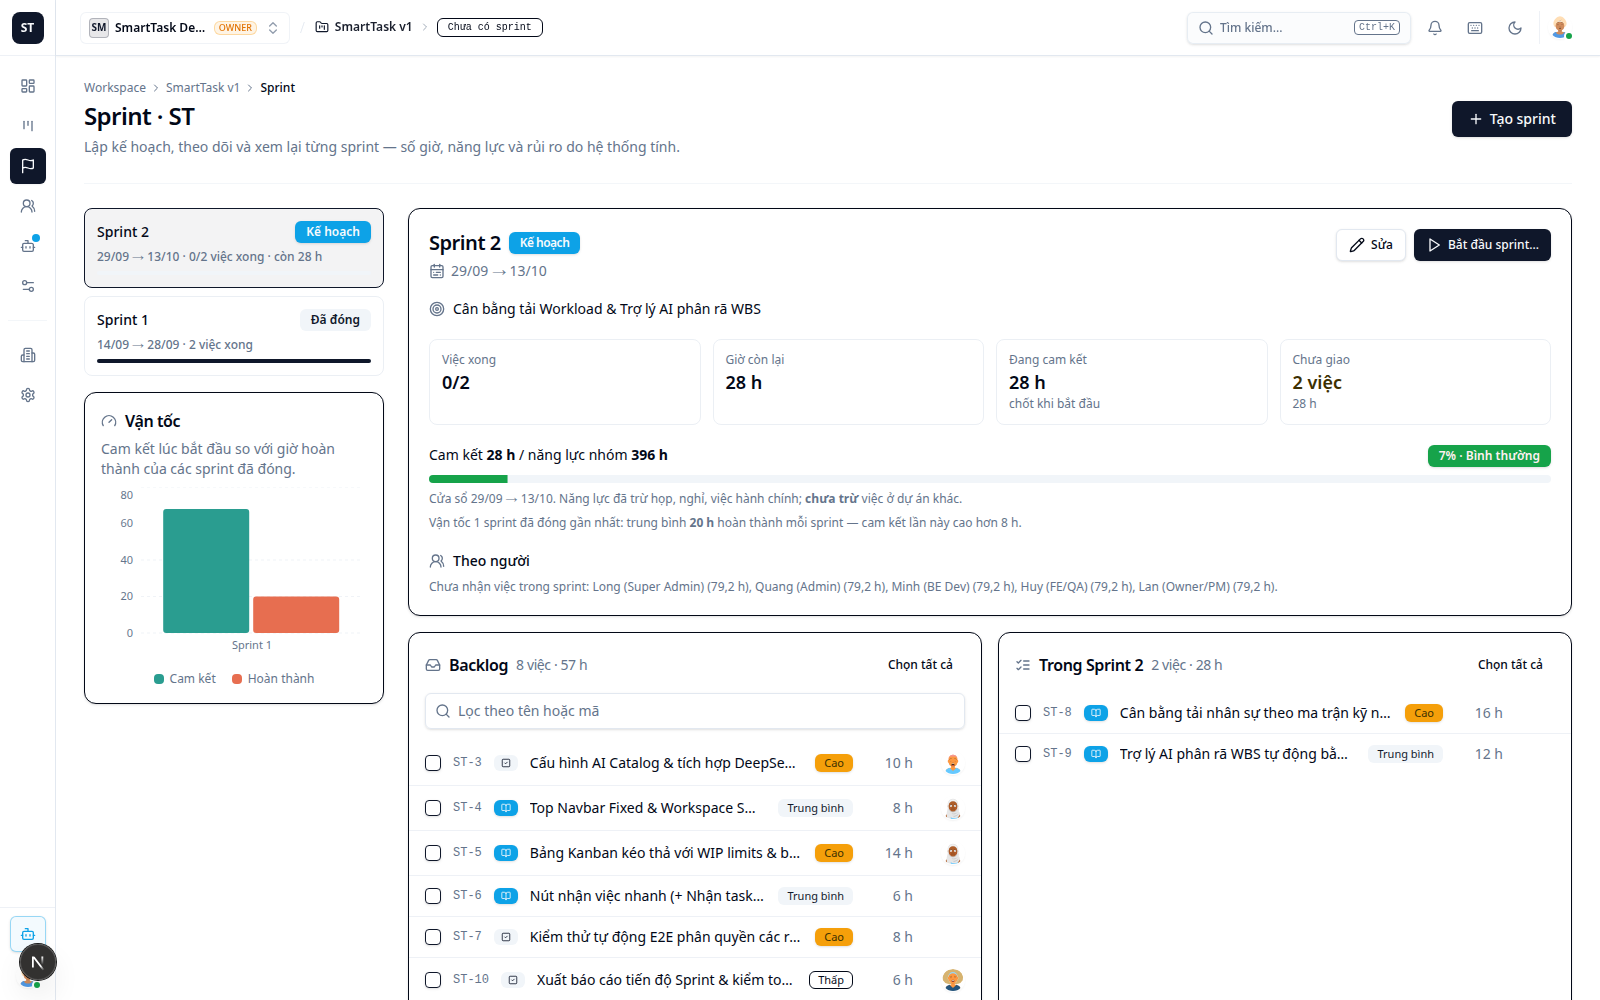 ST
SM SmartTask De... OWNER
SmartTask v1
Chưa có sprint
Tìm kiếm... Ctrl+K
Workspace > SmartTask v1 > Sprint
Sprint · ST
Lập kế hoạch, theo dõi và xem lại từng sprint — số giờ, năng lực và rủi ro do hệ thống tính.
+ Tạo sprint
Sprint 2 Kế hoạch
29/09 → 13/10 · 0/2 việc xong · còn 28 h
Sprint 1 Đã đóng
14/09 → 28/09 · 2 việc xong
Vận tốc
Cam kết lúc bắt đầu so với giờ hoàn
thành của các sprint đã đóng.
80
60
40
20
0
Sprint 1
Cam kết Hoàn thành
Sprint 2 Kế hoạch
Sửa
Bắt đầu sprint...
29/09 → 13/10
Cân bằng tải Workload & Trợ lý AI phân rã WBS
Việc xong
0/2
Giờ còn lại
28 h
Đang cam kết
28 h
chốt khi bắt đầu
Chưa giao
2 việc
28 h
Cam kết 28 h / năng lực nhóm 396 h
7% · Bình thường
Cửa sổ 29/09 → 13/10. Năng lực đã trừ họp, nghỉ, việc hành chính; chưa trừ việc ở dự án khác.
Vận tốc 1 sprint đã đóng gần nhất: trung bình 20 h hoàn thành mỗi sprint — cam kết lần này cao hơn 8 h.
Theo người
Chưa nhận việc trong sprint: Long (Super Admin) (79,2 h), Quang (Admin) (79,2 h), Minh (BE Dev) (79,2 h), Huy (FE/QA) (79,2 h), Lan (Owner/PM) (79,2 h).
Backlog 8 việc · 57 h Chọn tất cả
Lọc theo tên hoặc mã
ST-3 Cấu hình AI Catalog & tích hợp DeepSe... Cao 10 h
ST-4 Top Navbar Fixed & Workspace S... Trung bình 8 h
ST-5 Bảng Kanban kéo thả với WIP limits & b... Cao 14 h
ST-6 Nút nhận việc nhanh (+ Nhận task... Trung bình 6 h
ST-7 Kiểm thử tự động E2E phân quyền các r... Cao 8 h
ST-10 Xuất báo cáo tiến độ Sprint & kiểm to... Thấp 6 h
Trong Sprint 2 2 việc · 28 h Chọn tất cả
ST-8 Cân bằng tải nhân sự theo ma trận kỹ n... Cao 16 h
ST-9 Trợ lý AI phân rã WBS tự động bằ... Trung bình 12 h
N